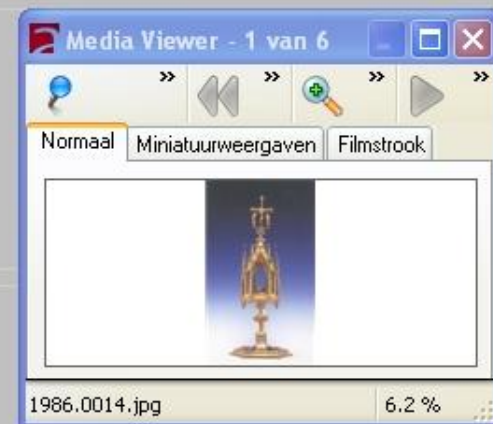 Media Viewer - 1 van 6
Normaal Miniatuurweergaven Filmstrook
1986.0014.jpg 6.2 %